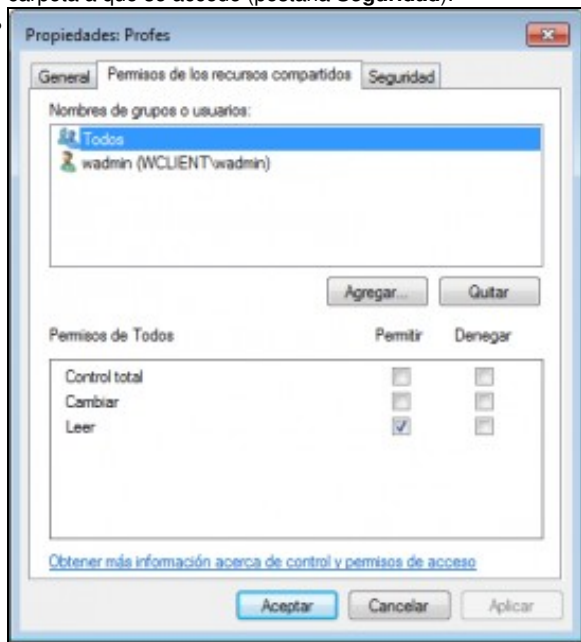 carpeta a que se accede (pestana Seguridad).
Propiedades: Profes
General Permisos de los recursos compartidos Seguridad
Nombres de grupos o usuarios:
Todos
wadmin (WCLIENT\wadmin)
Agregar... Quitar
Permisos de Todos Permitir Denegar
Control total
Cambiar
Leer
Obtener más información acerca de control y permisos de acceso
Aceptar Cancelar Aplicar